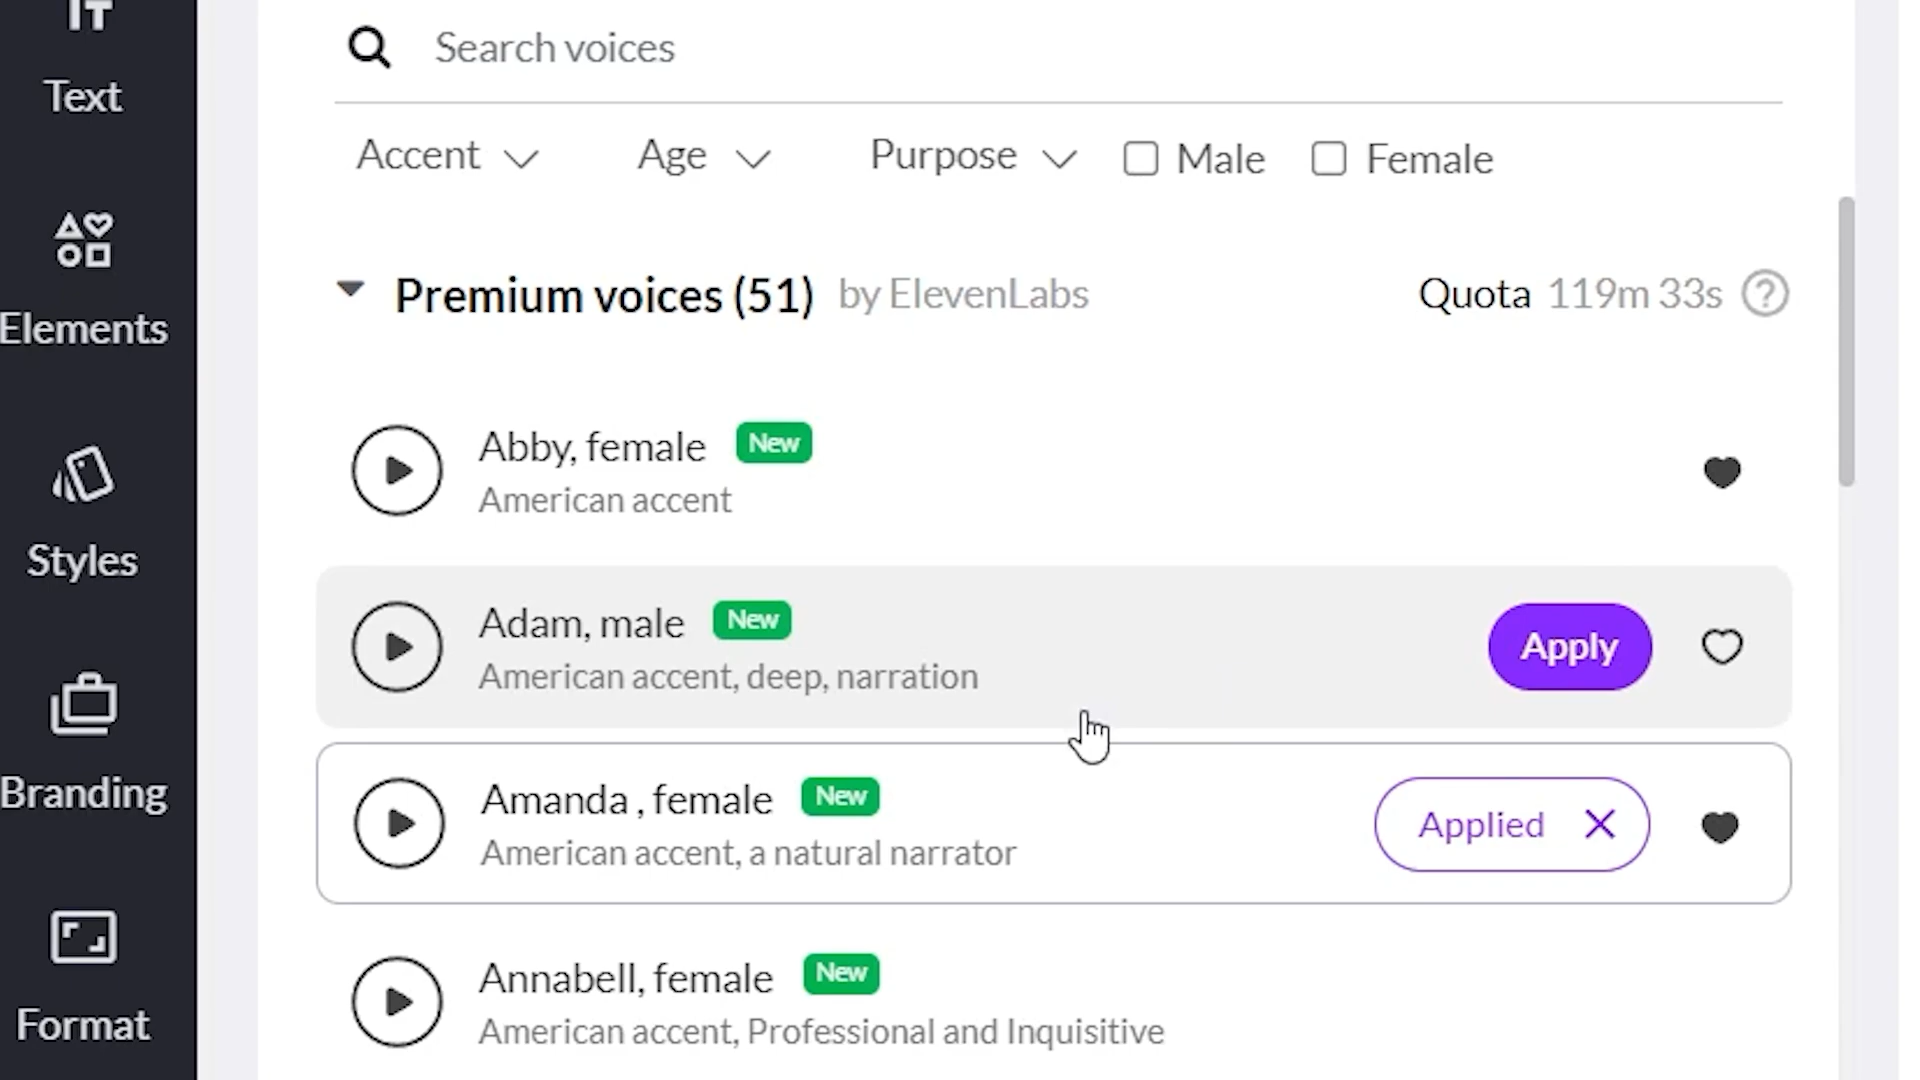 Search voices
Accent Age Purpose Male Female
Premium voices (51) by ElevenLabs Quota 119m 33s ?
Abby, female New
American accent
Adam, male New
American accent, deep, narration
Apply
Amanda , female New
American accent, a natural narrator
Applied
Annabell, female New
American accent, Professional and Inquisitive
Text
Elements
Styles
Branding
Format